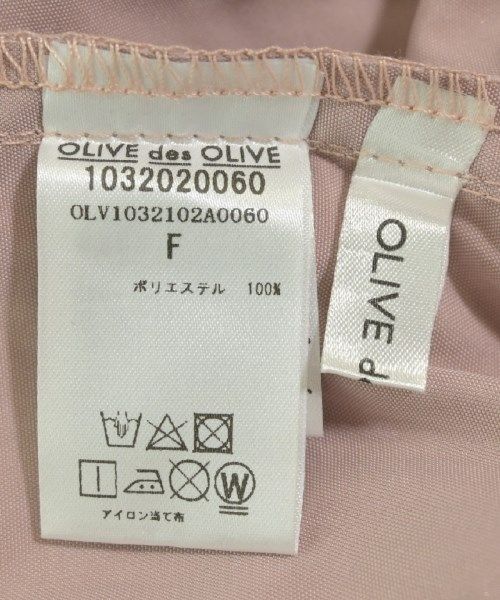 OLIVE des OLIVE
1032020060
OLV1032102A0060
F
ポリエステル 100%
W
アイロン当て布
OLIVE de